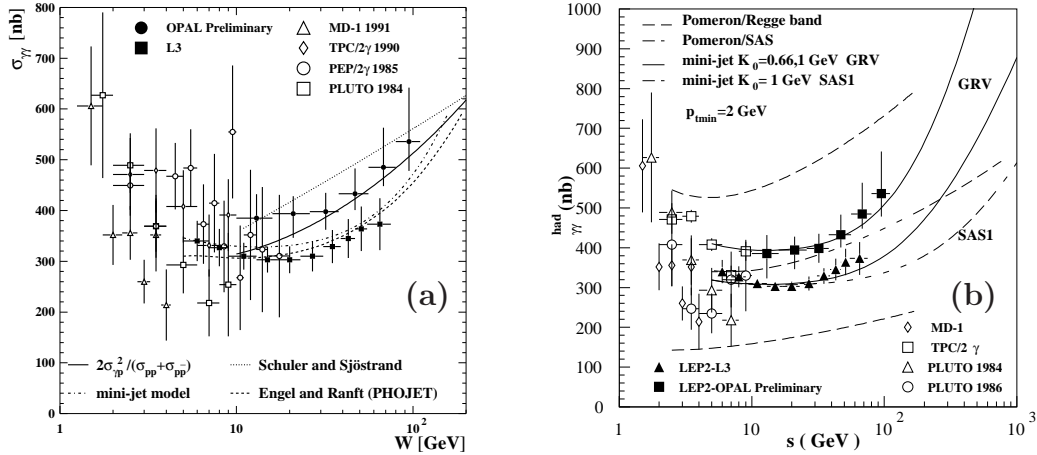 σγγ [nb]
800
700
600
500
400
300
200
100
0
OPAL Preliminary
L3
MD-1 1991
TPC/2γ 1990
PEP/2γ 1985
PLUTO 1984
(a)
2σγp²/(σpp+σpp̄)
mini-jet model
Schuler and Sjöstrand
Engel and Ranft (PHOJET)
1
10
10²
W [GeV]
had
γγ (nb)
1000
900
800
700
600
500
400
300
200
100
0
Pomeron/Regge band
Pomeron/SAS
mini-jet K₀=0.66,1 GeV GRV
mini-jet K₀= 1 GeV SAS1
ptmin=2 GeV
GRV
SAS1
(b)
MD-1
TPC/2 γ
PLUTO 1984
PLUTO 1986
LEP2-L3
LEP2-OPAL Preliminary
1
10
10²
10³
s ( GeV )